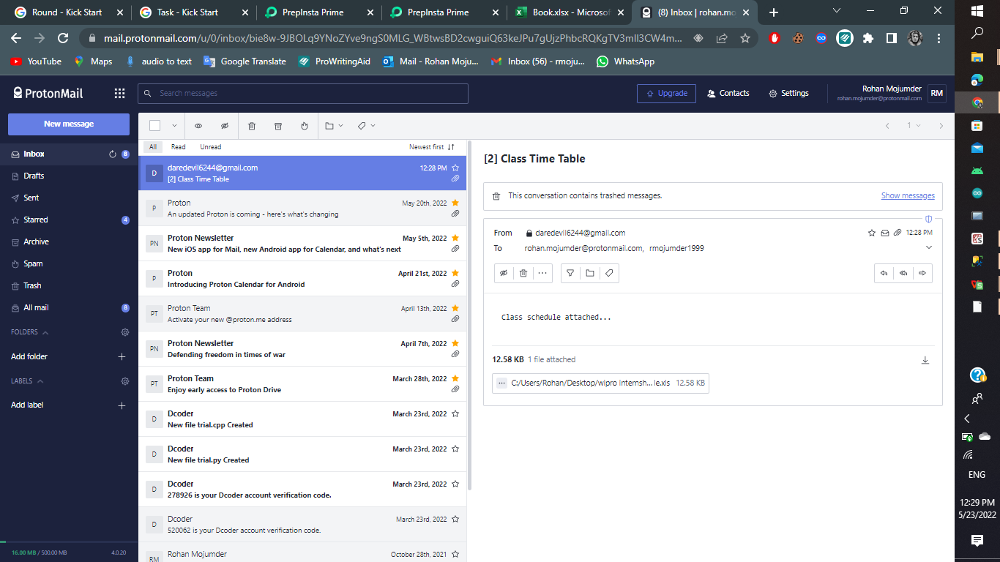 Round - Kick Start
Task - Kick Start
PrepInsta Prime
PrepInsta Prime
Book.xlsx - Microsof
(8) Inbox | rohan.mo
mail.protonmail.com/u/0/inbox/bie8w-9JBOLq9YNoZYve9ngS0MLG_WBtwsBD2cwguiQ63keJPu7gUjzPhbcRQKgTV3mII3CW4m...
YouTube
Maps
audio to text
Google Translate
ProWritingAid
Mail - Rohan Moju...
Inbox (56) - rmoju...
WhatsApp
ProtonMail
Search messages
Upgrade
Contacts
Settings
Rohan Mojumder
rohan.mojumder@protonmail.com
RM
New message
1
Inbox 8
Drafts
Sent
Starred 4
Archive
Spam
Trash
All mail 8
FOLDERS
Add folder
LABELS
Add label
16.00 MB / 500.00 MB 4.0.20
All Read Unread Newest first
D daredevil6244@gmail.com 12:28 PM
[2] Class Time Table
P Proton May 20th, 2022
An updated Proton is coming - here's what's changing
PN Proton Newsletter May 5th, 2022
New iOS app for Mail, new Android app for Calendar, and what's next
P Proton April 21st, 2022
Introducing Proton Calendar for Android
PT Proton Team April 13th, 2022
Activate your new @proton.me address
PN Proton Newsletter April 7th, 2022
Defending freedom in times of war
PT Proton Team March 28th, 2022
Enjoy early access to Proton Drive
D Dcoder March 23rd, 2022
New file trial.cpp Created
D Dcoder March 23rd, 2022
New file trial.py Created
D Dcoder March 23rd, 2022
278926 is your Dcoder account verification code.
D Dcoder March 23rd, 2022
520062 is your Dcoder account verification code.
RM Rohan Mojumder October 28th, 2021
[2] Class Time Table
This conversation contains trashed messages. Show messages
From daredevil6244@gmail.com 12:28 PM
To rohan.mojumder@protonmail.com, rmojumder1999
Class schedule attached...
12.58 KB 1 file attached
C:/Users/Rohan/Desktop/wipro internsh... le.xls 12.58 KB
ENG
12:29 PM
5/23/2022